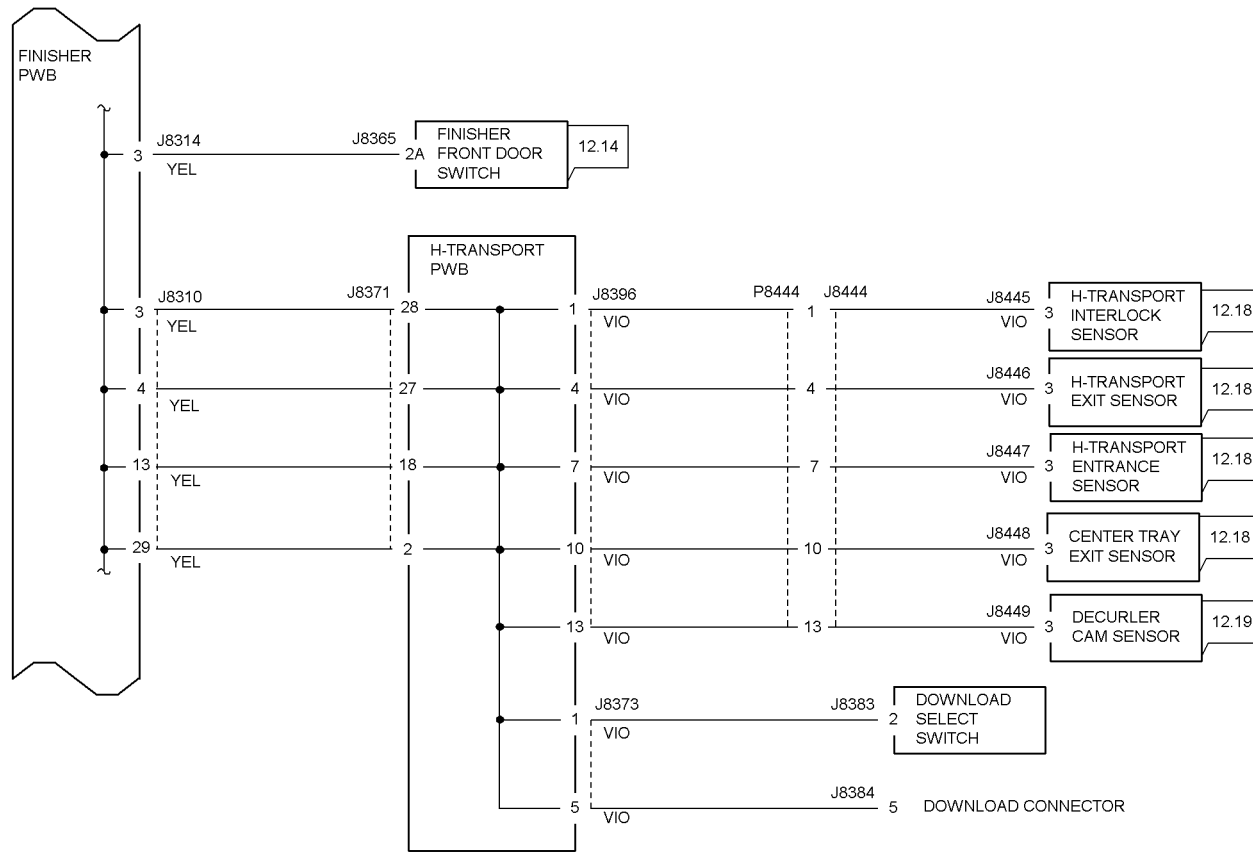 FINISHER
PWB
3
J8314
YEL
J8365
2A
FINISHER
FRONT DOOR
SWITCH
12.14
H-TRANSPORT
PWB
3
J8310
YEL
J8371
28
1
J8396
VIO
P8444
1
J8444
J8445
VIO
3
H-TRANSPORT
INTERLOCK
SENSOR
12.18
4
YEL
27
4
VIO
4
J8446
VIO
3
H-TRANSPORT
EXIT SENSOR
12.18
13
YEL
18
7
VIO
7
J8447
VIO
3
H-TRANSPORT
ENTRANCE
SENSOR
12.18
29
YEL
2
10
VIO
10
J8448
VIO
3
CENTER TRAY
EXIT SENSOR
12.18
13
VIO
13
J8449
VIO
3
DECURLER
CAM SENSOR
12.19
1
J8373
VIO
J8383
2
DOWNLOAD
SELECT
SWITCH
5
VIO
J8384
5
DOWNLOAD CONNECTOR